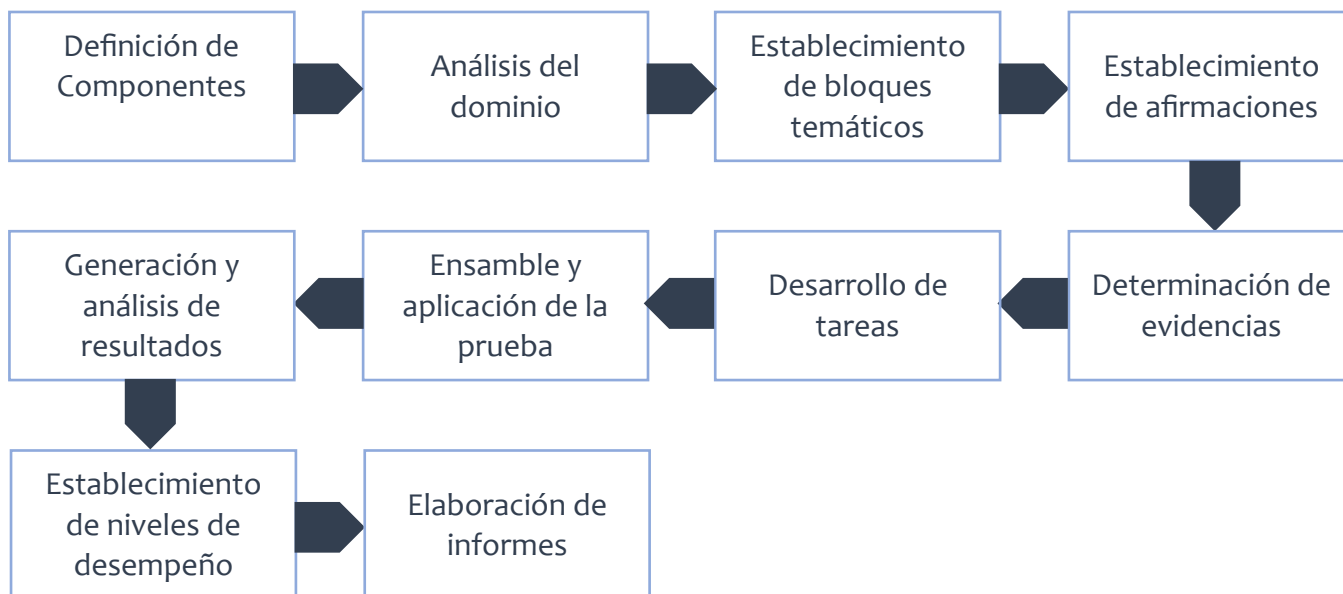 Definición de
Componentes
Análisis del
dominio
Establecimiento
de bloques
temáticos
Establecimiento
de afirmaciones
Determinación de
evidencias
Desarrollo de
tareas
Ensamble y
aplicación de la
prueba
Generación y
análisis de
resultados
Establecimiento
de niveles de
desempeño
Elaboración de
informes